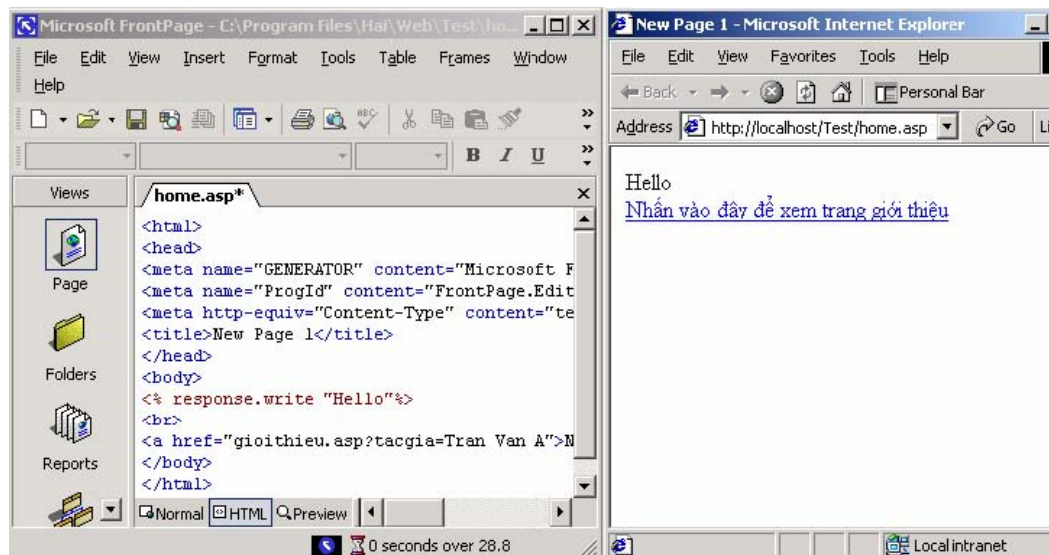 Microsoft FrontPage - C:\Program Files\Hai\Web\Test\ho...
File Edit View Insert Format Tools Table Frames Window
Help
B I U
Views
home.asp*
Page
Folders
Reports
<html>
<head>
<meta name="GENERATOR" content="Microsoft F
<meta name="ProgId" content="FrontPage.Edit
<meta http-equiv="Content-Type" content="te
<title>New Page 1</title>
</head>
<body>
<% response.write "Hello"%>
<br>
<a href="gioithieu.asp?tacgia=Tran Van A">N
</body>
</html>
Normal HTML Preview
0 seconds over 28.8
New Page 1 - Microsoft Internet Explorer
File Edit View Favorites Tools Help
Back Personal Bar
Address http://localhost/Test/home.asp Go Li
Hello
Nhấn vào đây để xem trang giới thiệu
Local intranet